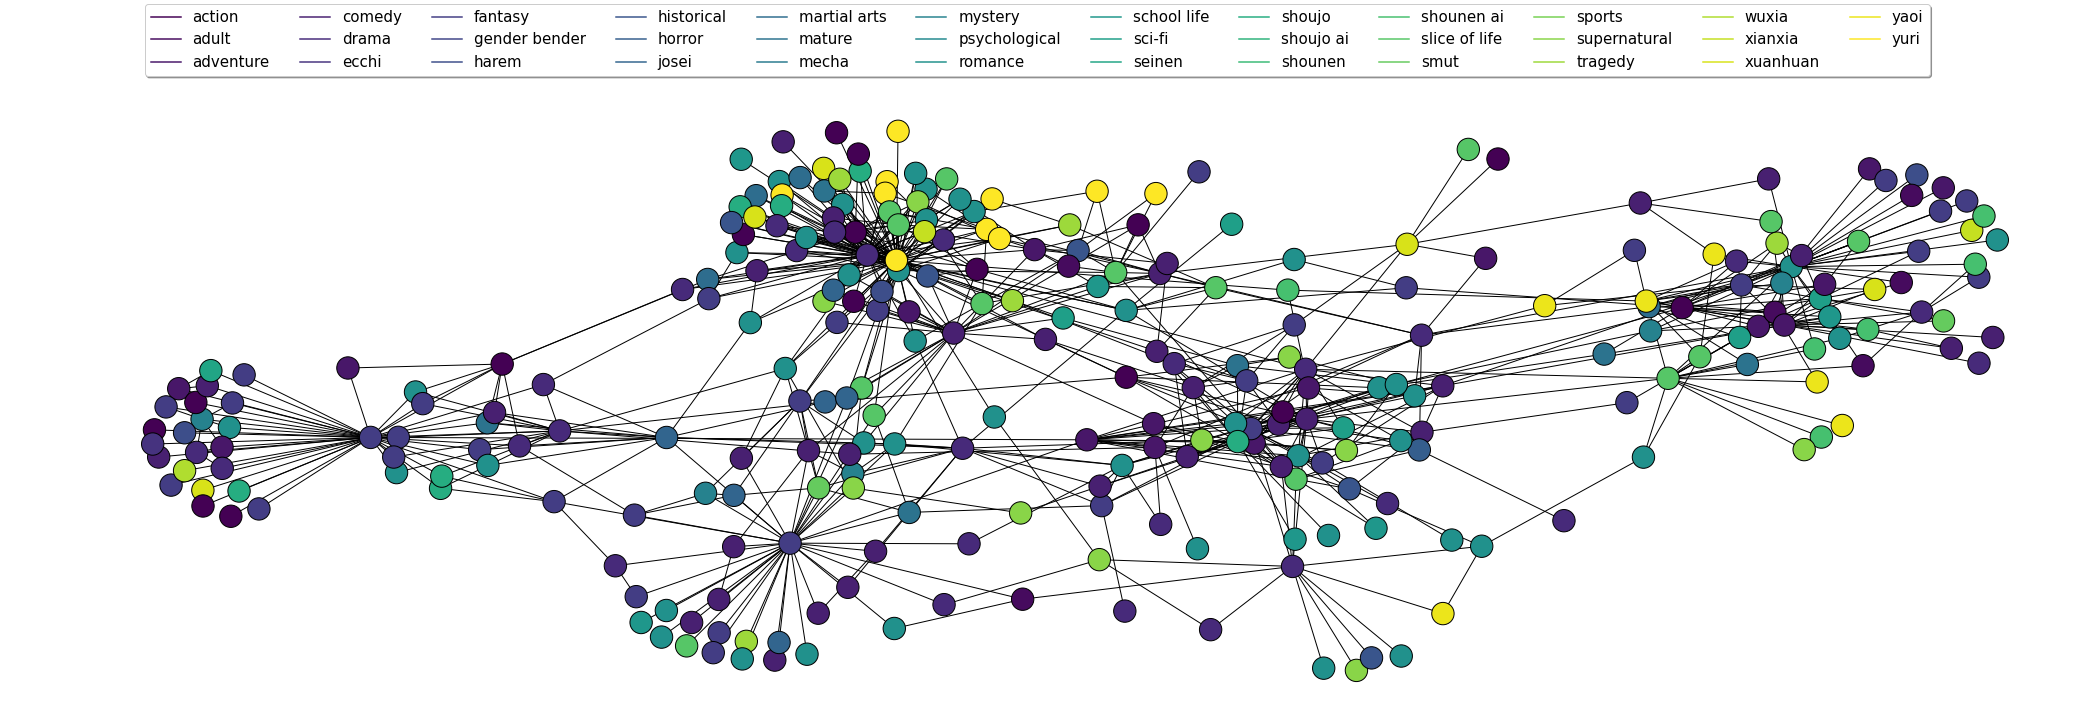 action comedy fantasy historical martial arts mystery school life shoujo shounen ai sports wuxia yaoi
adult drama gender bender horror mature psychological sci-fi shoujo ai slice of life supernatural xianxia yuri
adventure ecchi harem josei mecha romance seinen shounen smut tragedy xuanhuan